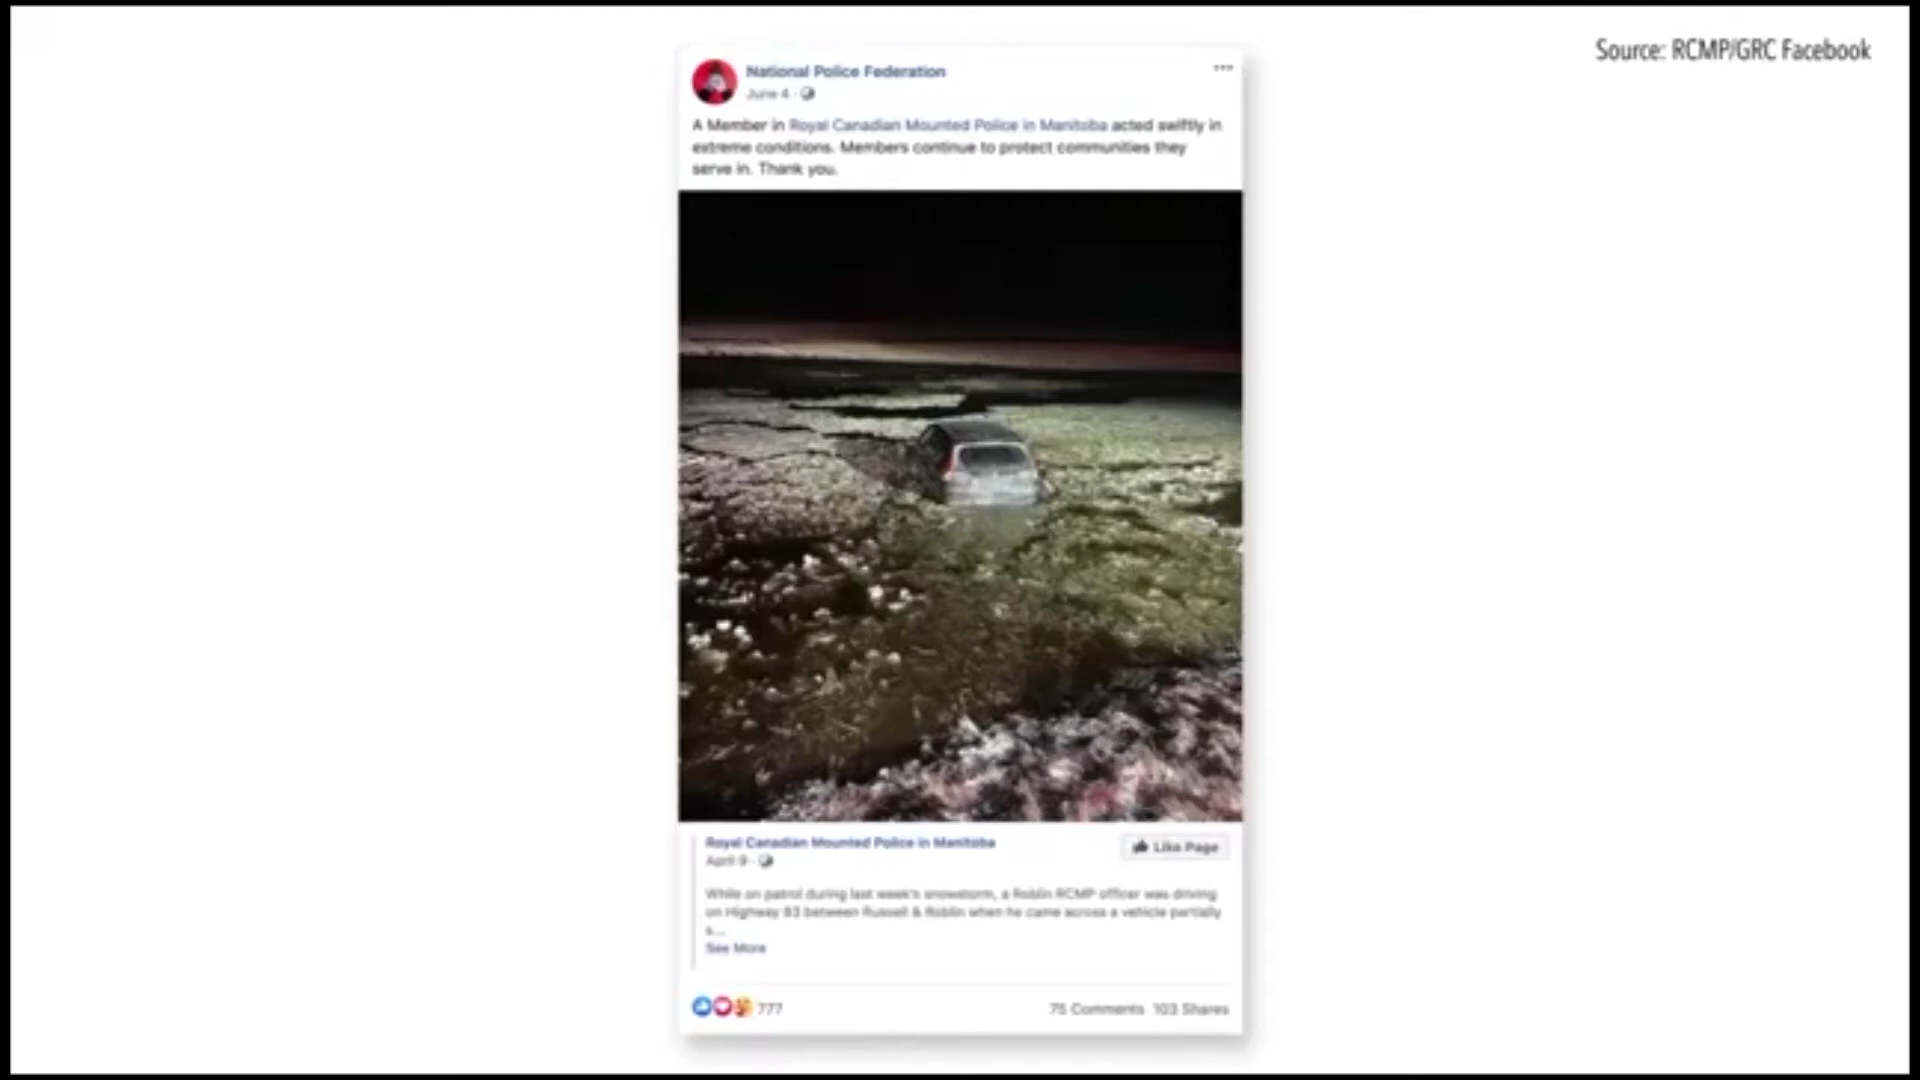 Source: RCMP/GRC Facebook
National Police Federation
June 4
A Member in Royal Canadian Mounted Police in Manitoba acted swiftly in
extreme conditions. Members continue to protect communities they
serve in. Thank you.
Royal Canadian Mounted Police in Manitoba
April 9
Like Page
While on patrol during last week's snowstorm, a Roblin RCMP officer was driving
on Highway 83 between Russell & Roblin when he came across a vehicle partially
s...
See More
777
75 Comments 103 Shares